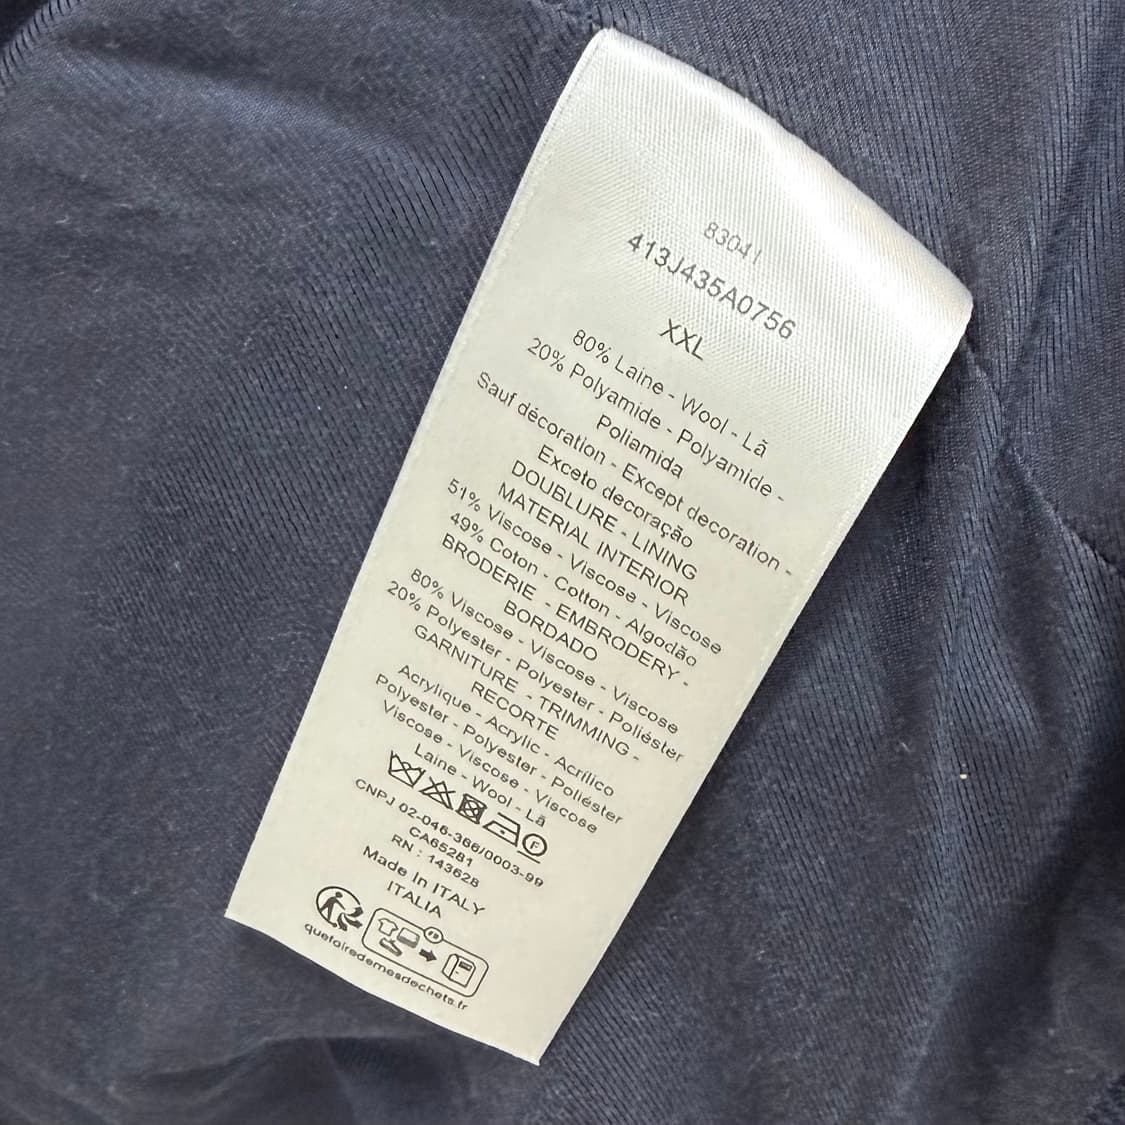 83041
413J435A0756
XXL
80% Laine - Wool - Lã
20% Polyamide - Polyamide -
Poliamida
Sauf décoration - Except decoration -
Exceto decoração
DOUBLURE - LINING
MATERIAL INTERIOR
51% Viscose - Viscose - Viscose
49% Coton - Cotton - Algodão
BRODERIE - EMBRODERY -
BORDADO
80% Viscose - Viscose - Viscose
20% Polyester - Polyester - Poliéster
GARNITURE - TRIMMING -
RECORTE
Acrylique - Acrylic - Acrílico
Polyester - Polyester - Poliéster
Viscose - Viscose - Viscose
Laine - Wool - Lã
F
CNPJ 02-046-366/0003-99
CA65281
RN : 143628
Made In ITALY
ITALIA
FR
quefairedemesdechets.fr